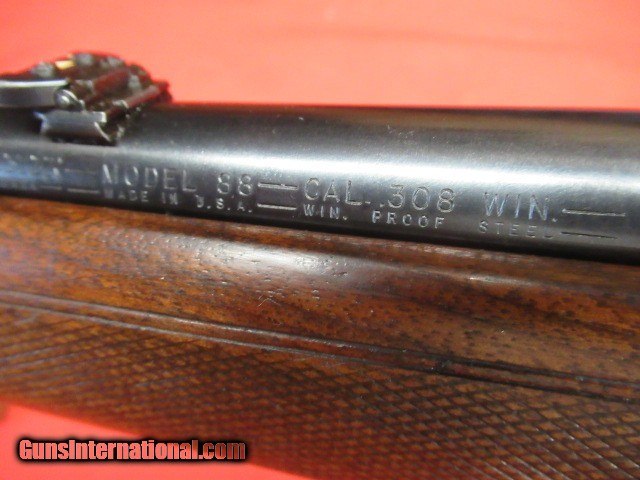 MODEL 88 — CAL. .308 WIN. —
MADE IN U.S.A. — WIN. PROOF STEEL —
GunsInternational.com